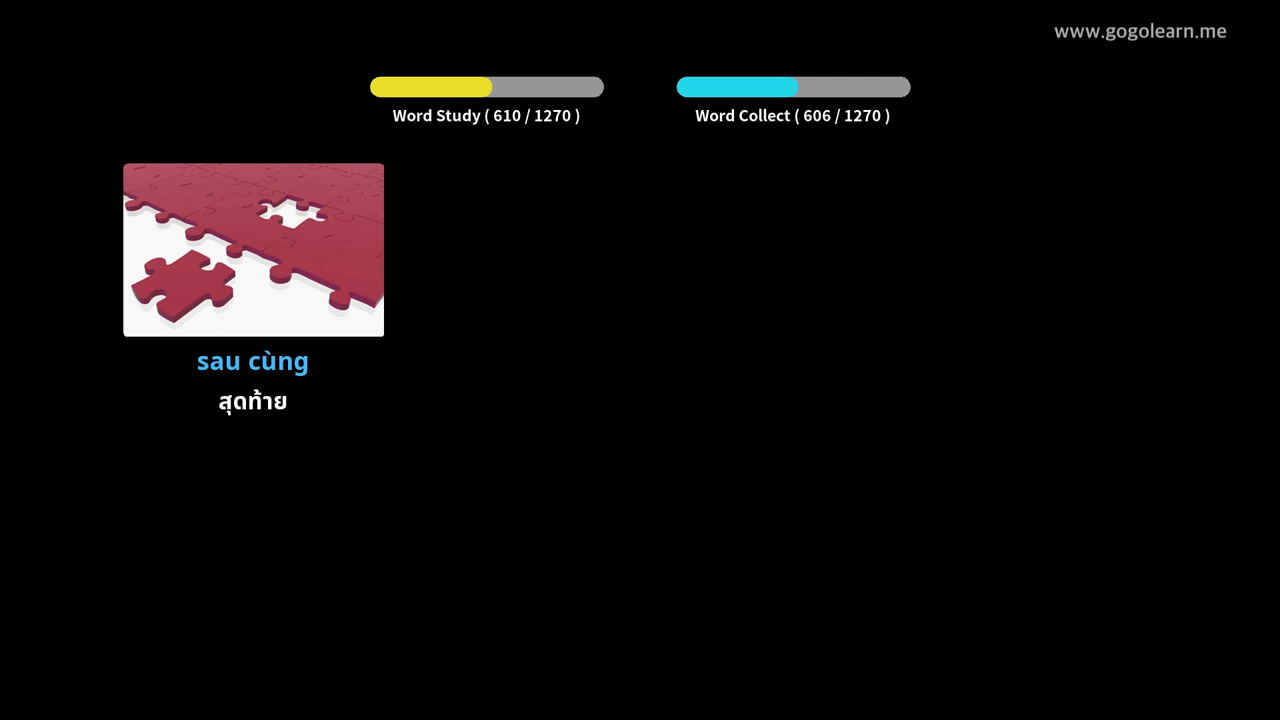 www.gogolearn.me
Word Study ( 610 / 1270 )
Word Collect ( 606 / 1270 )
sau cùng
สุดท้าย